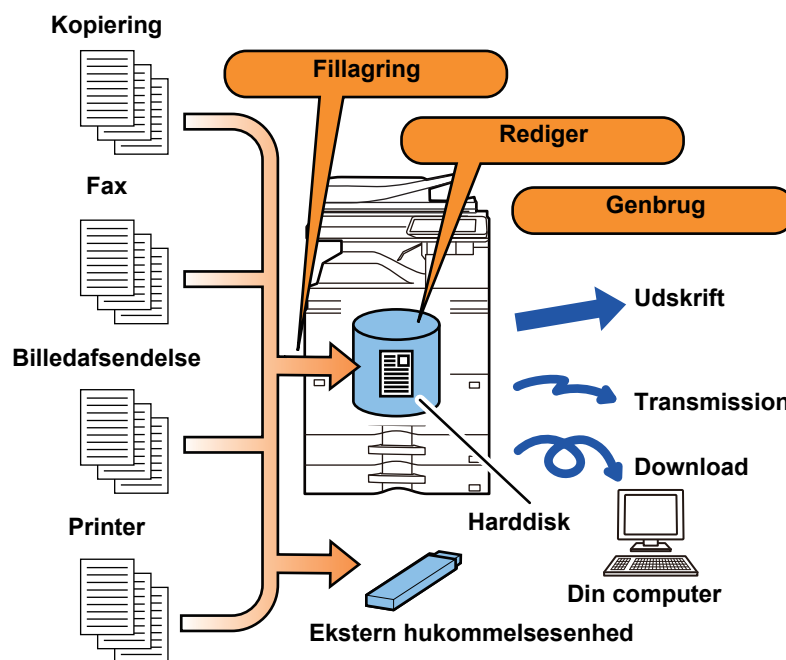 Kopiering
Fillagring
Rediger
Fax
Genbrug
Udskrift
Billedafsendelse
Transmission
Download
Printer
Harddisk
Din computer
Ekstern hukommelsesenhed